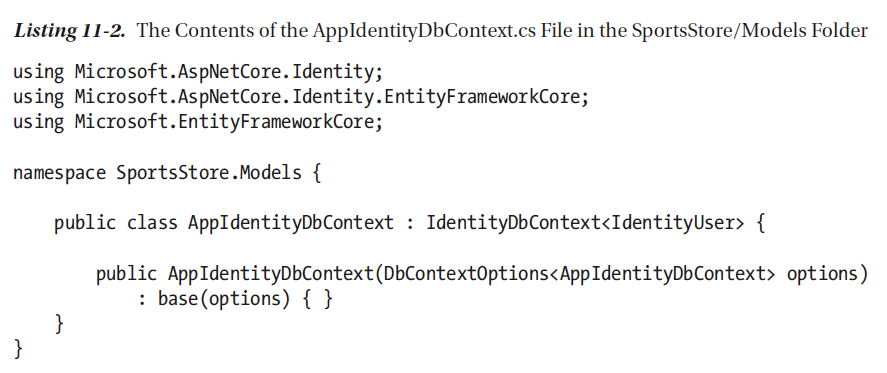 Listing 11-2. The Contents of the AppIdentityDbContext.cs File in the SportsStore/Models Folder
using Microsoft.AspNetCore.Identity;
using Microsoft.AspNetCore.Identity.EntityFrameworkCore;
using Microsoft.EntityFrameworkCore;
namespace SportsStore.Models {
public class AppIdentityDbContext : IdentityDbContext<IdentityUser> {
public AppIdentityDbContext(DbContextOptions<AppIdentityDbContext> options)
: base(options) { }
}
}